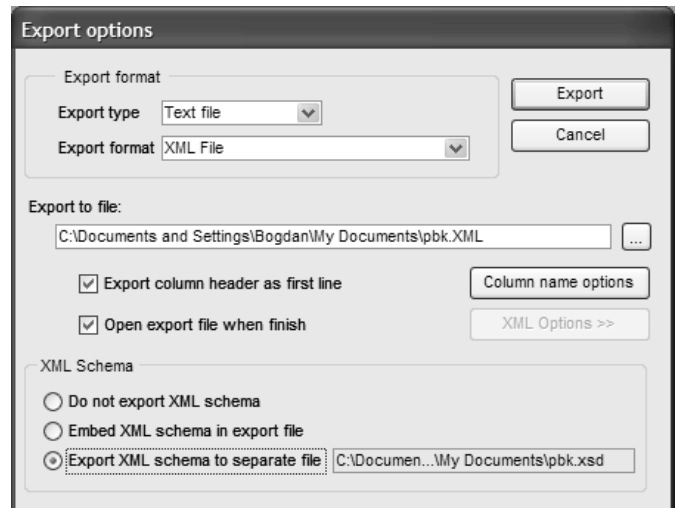 Export options
Export format
Export
Export type Text file
Cancel
Export format XML File
Export to file:
C:\Documents and Settings\Bogdan\My Documents\pbk.XML ...
Export column header as first line Column name options
Open export file when finish XML Options >>
XML Schema
Do not export XML schema
Embed XML schema in export file
Export XML schema to separate file C:\Documen...\My Documents\pbk.xsd